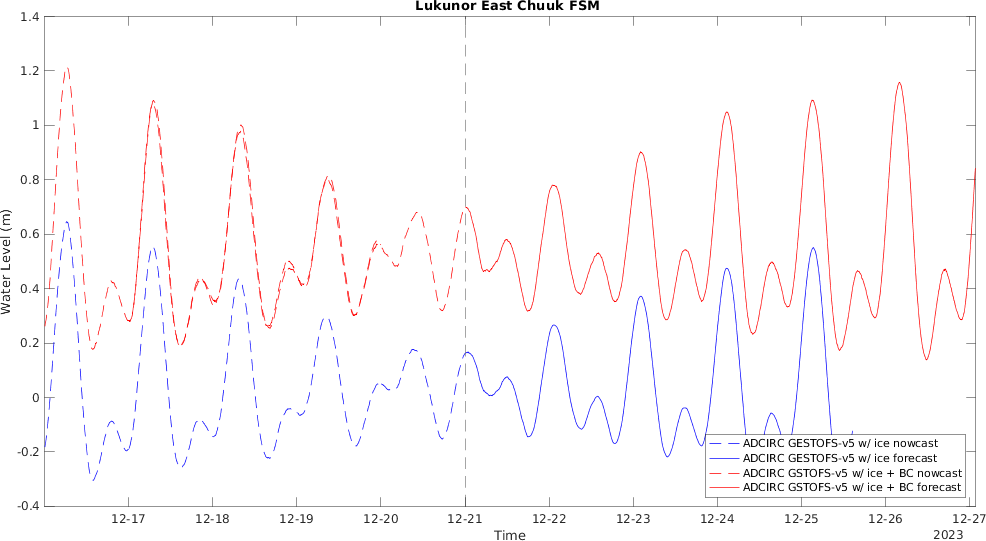 Lukunor East Chuuk FSM
Water Level (m)
1.4
1.2
1
0.8
0.6
0.4
0.2
0
-0.2
-0.4
ADCIRC GESTOFS-v5 w/ ice nowcast
ADCIRC GESTOFS-v5 w/ ice forecast
ADCIRC GSTOFS-v5 w/ ice + BC nowcast
ADCIRC GSTOFS-v5 w/ ice + BC forecast
12-17 12-18 12-19 12-20 12-21 12-22 12-23 12-24 12-25 12-26 12-27
Time
2023